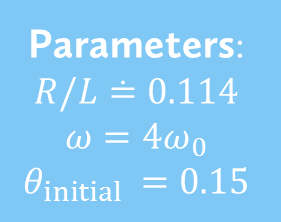 Parameters:
R/L ≐ 0.114
ω = 4ω₀
θ_initial = 0.15